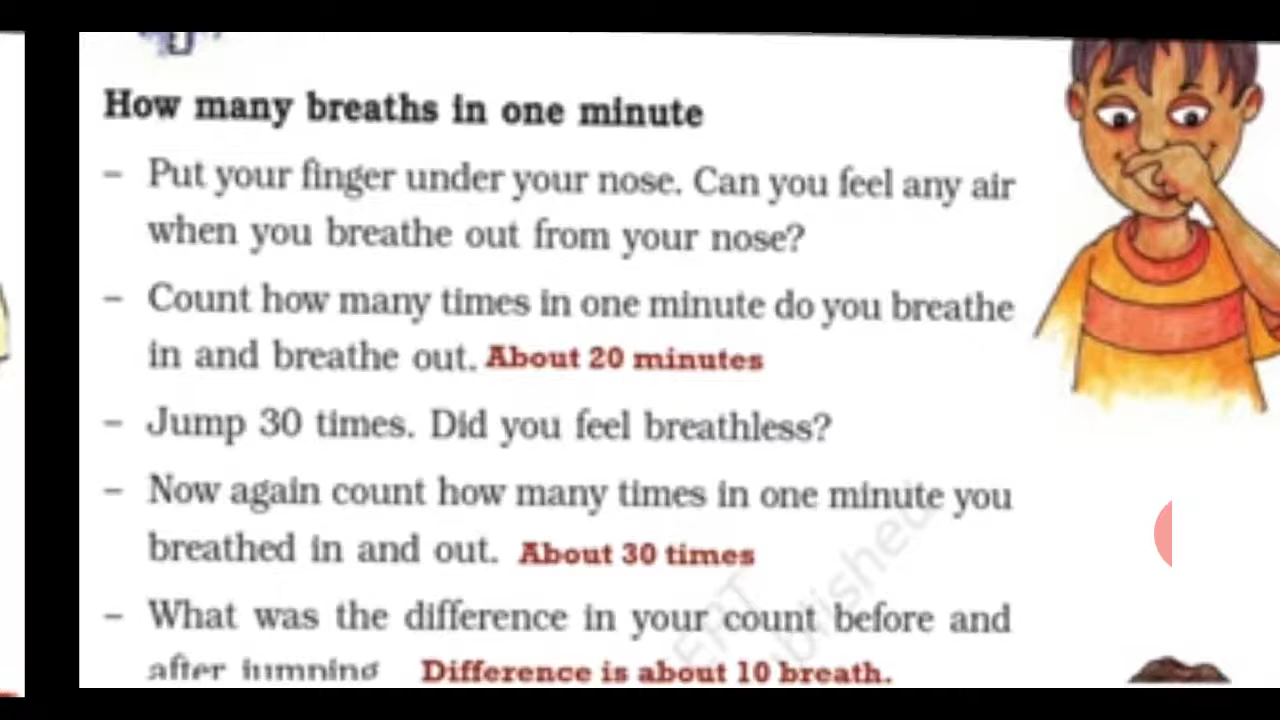 How many breaths in one minute
– Put your finger under your nose. Can you feel any air
when you breathe out from your nose?
– Count how many times in one minute do you breathe
in and breathe out. About 20 minutes
– Jump 30 times. Did you feel breathless?
– Now again count how many times in one minute you
breathed in and out. About 30 times
– What was the difference in your count before and
after jumping Difference is about 10 breath.